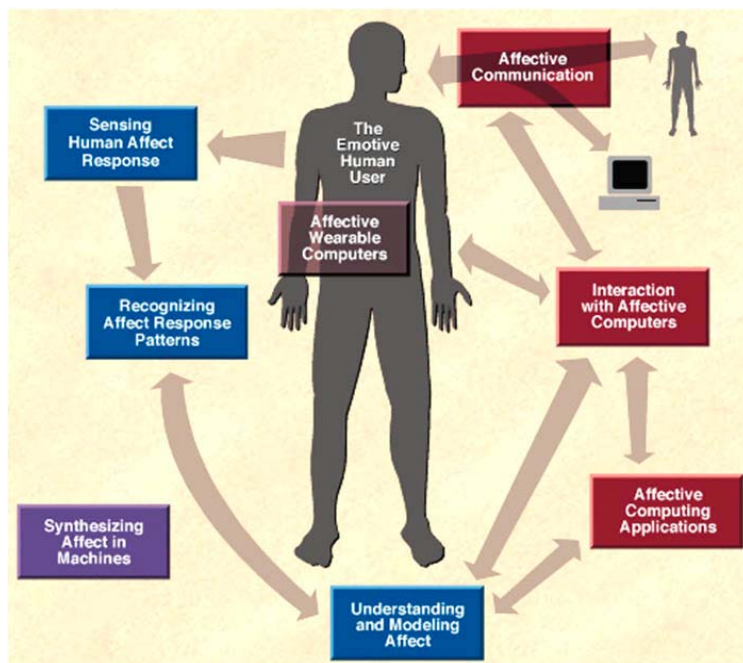 Affective
Communication
Sensing
Human Affect
Response
The
Emotive
Human
User
Affective
Wearable
Computers
Recognizing
Affect Response
Patterns
Interaction
with Affective
Computers
Synthesizing
Affect in
Machines
Affective
Computing
Applications
Understanding
and Modeling
Affect